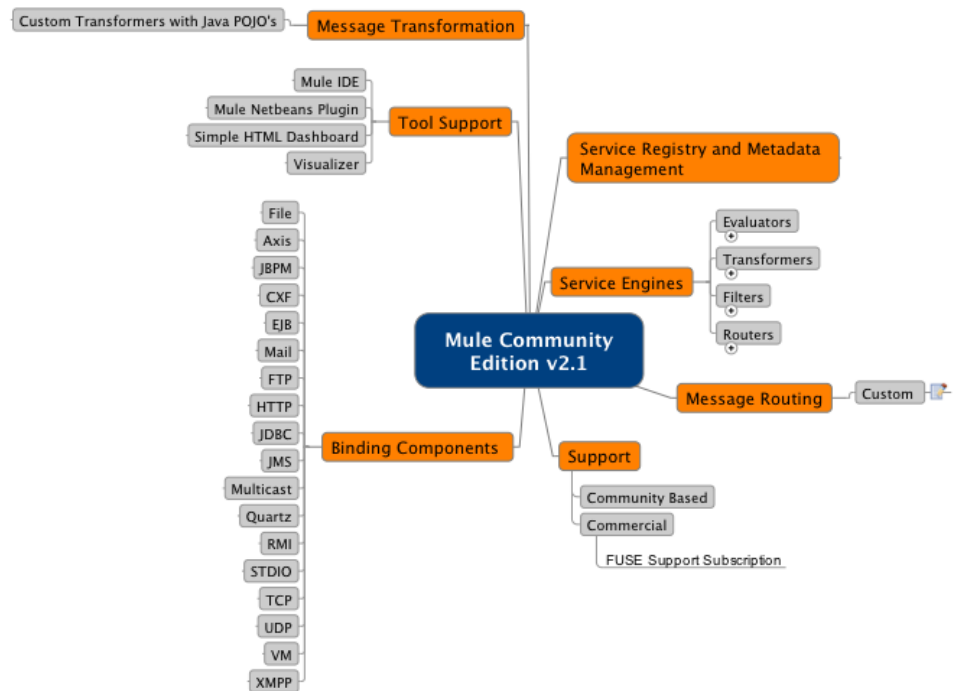 Custom Transformers with Java POJO's
Message Transformation
Mule IDE
Mule Netbeans Plugin
Simple HTML Dashboard
Visualizer
Tool Support
Service Registry and Metadata
Management
Evaluators
Transformers
Filters
Routers
Service Engines
Mule Community
Edition v2.1
Message Routing
Custom
File
Axis
JBPM
CXF
EJB
Mail
FTP
HTTP
JDBC
JMS
Multicast
Quartz
RMI
STDIO
TCP
UDP
VM
XMPP
Binding Components
Support
Community Based
Commercial
FUSE Support Subscription